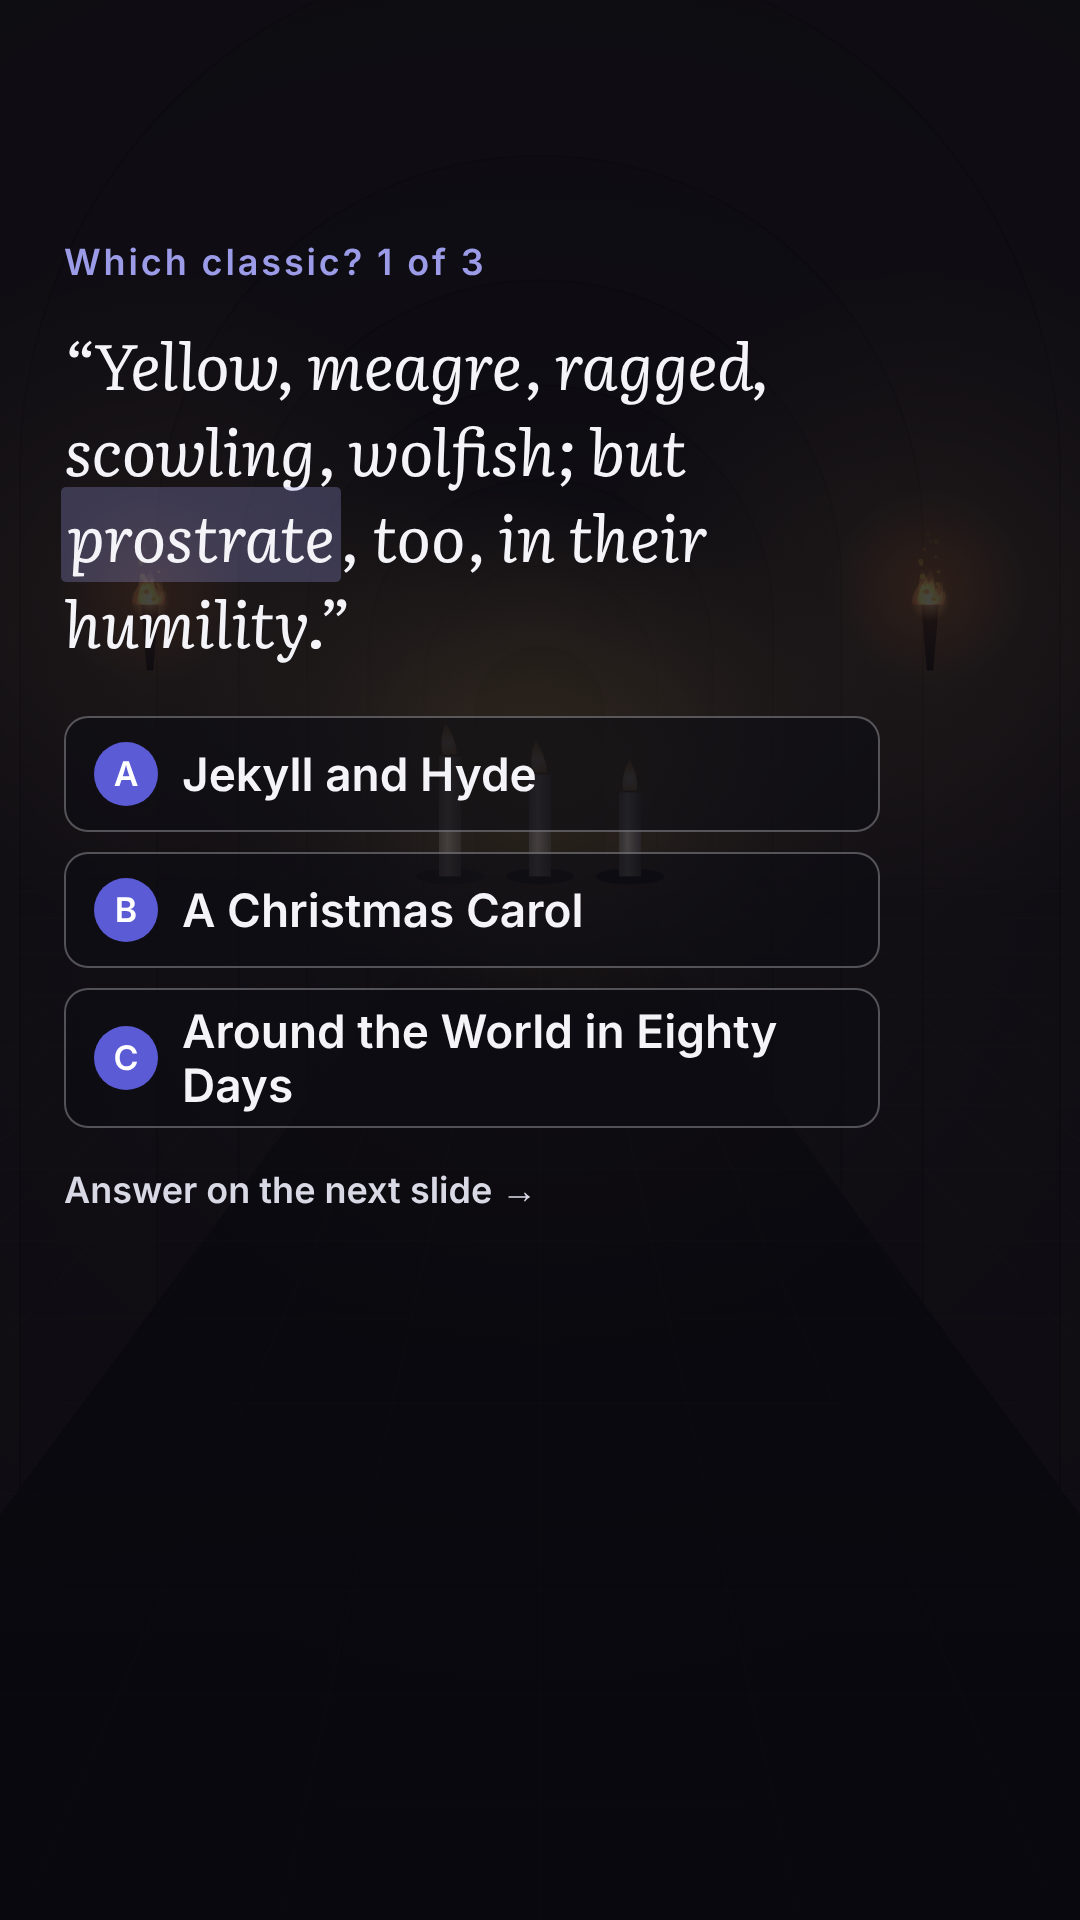 Which classic? 1 of 3
“Yellow, meagre, ragged,
scowling, wolfish; but
prostrate, too, in their
humility.”
A Jekyll and Hyde
B A Christmas Carol
C Around the World in Eighty
Days
Answer on the next slide →